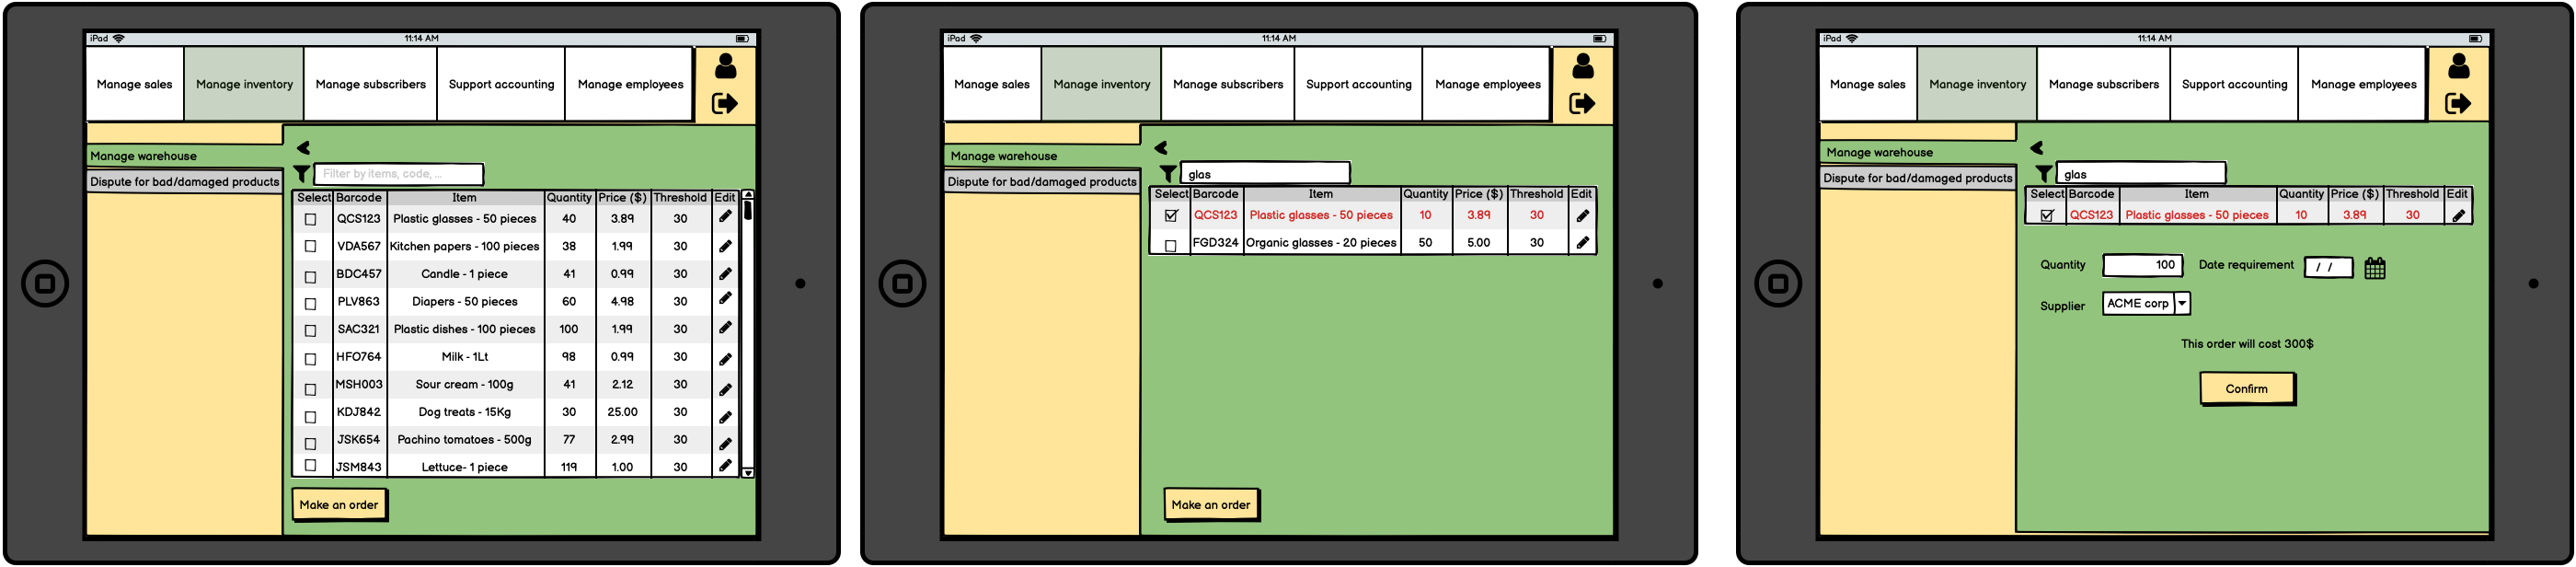 iPad 11:14 AM
Manage sales Manage inventory Manage subscribers Support accounting Manage employees
Manage warehouse
Dispute for bad/damaged products
Filter by items, code, ...
Select Barcode Item Quantity Price ($) Threshold Edit
QCS123 Plastic glasses - 50 pieces 40 3.89 30
VDA567 Kitchen papers - 100 pieces 38 1.99 30
BDC457 Candle - 1 piece 41 0.99 30
PLV863 Diapers - 50 pieces 60 4.98 30
SAC321 Plastic dishes - 100 pieces 100 1.99 30
HFO764 Milk - 1Lt 98 0.99 30
MSH003 Sour cream - 100g 41 2.12 30
KDJ842 Dog treats - 15Kg 30 25.00 30
JSK654 Pachino tomatoes - 500g 77 2.99 30
JSM843 Lettuce- 1 piece 119 1.00 30
Make an order
iPad 11:14 AM
Manage sales Manage inventory Manage subscribers Support accounting Manage employees
Manage warehouse
Dispute for bad/damaged products
glas
Select Barcode Item Quantity Price ($) Threshold Edit
QCS123 Plastic glasses - 50 pieces 10 3.89 30
FGD324 Organic glasses - 20 pieces 50 5.00 30
Make an order
iPad 11:14 AM
Manage sales Manage inventory Manage subscribers Support accounting Manage employees
Manage warehouse
Dispute for bad/damaged products
glas
Select Barcode Item Quantity Price ($) Threshold Edit
QCS123 Plastic glasses - 50 pieces 10 3.89 30
Quantity 100 Date requirement / /
Supplier ACME corp
This order will cost 300$
Confirm